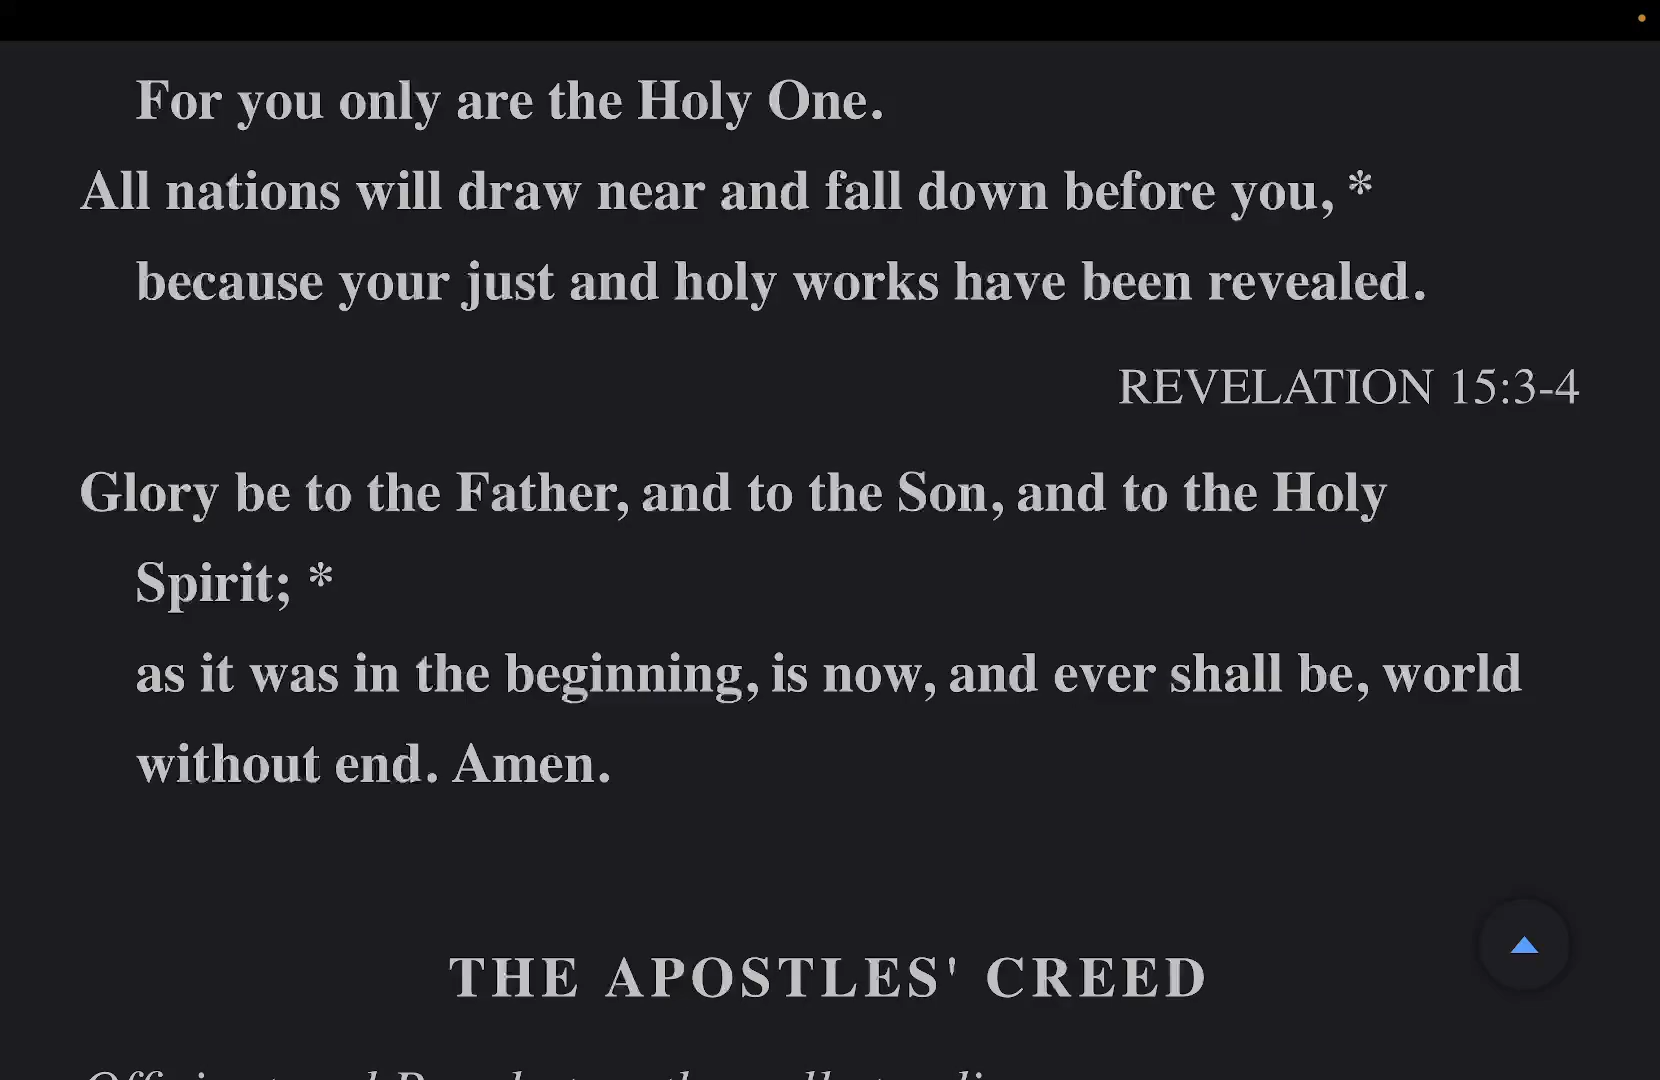 For you only are the Holy One.
All nations will draw near and fall down before you, *
because your just and holy works have been revealed.
REVELATION 15:3-4
Glory be to the Father, and to the Son, and to the Holy
Spirit; *
as it was in the beginning, is now, and ever shall be, world
without end. Amen.
THE APOSTLES' CREED